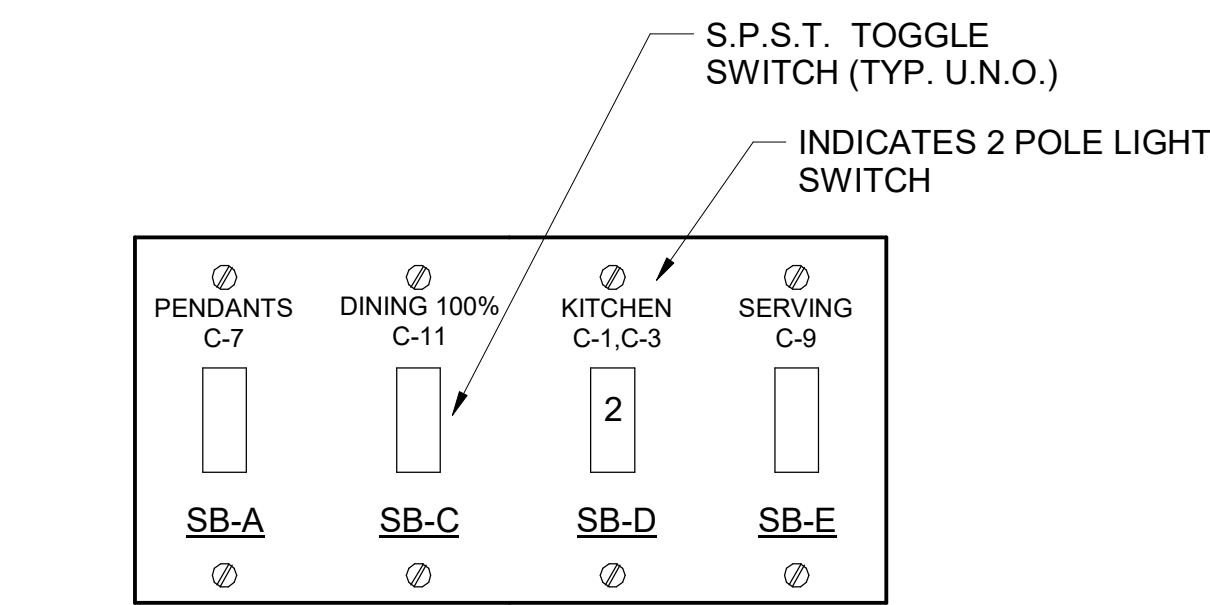 S.P.S.T. TOGGLE
SWITCH (TYP. U.N.O.)
INDICATES 2 POLE LIGHT
SWITCH
PENDANTS
C-7
DINING 100%
C-11
KITCHEN
C-1,C-3
SERVING
C-9
2
SB-A
SB-C
SB-D
SB-E